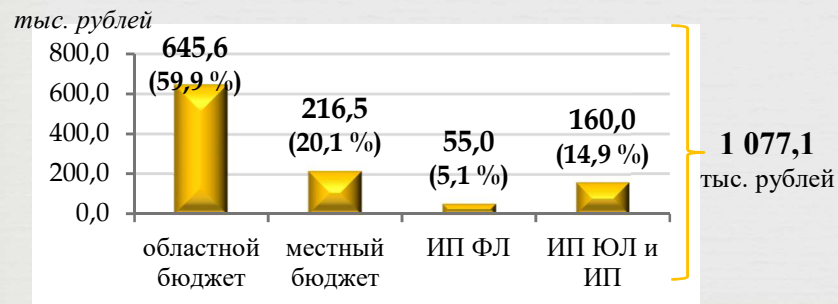 тыс. рублей
800,0
600,0
400,0
200,0
0,0
645,6
(59,9 %)
216,5
(20,1 %)
55,0
(5,1 %)
160,0
(14,9 %)
областной
бюджет
местный
бюджет
ИП ФЛ
ИП ЮЛ и
ИП
1 077,1
тыс. рублей